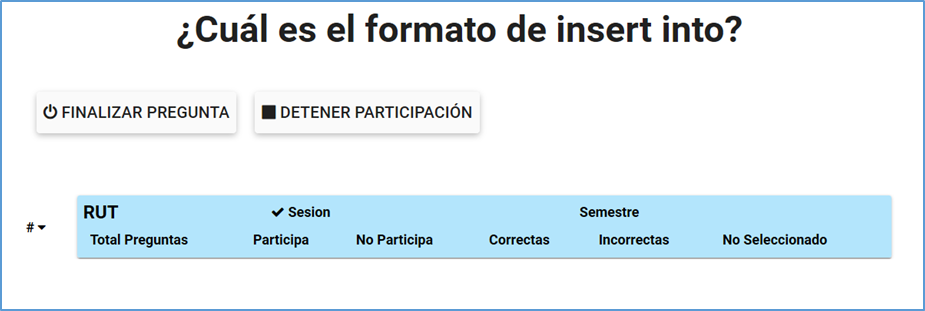 ¿Cuál es el formato de insert into?
FINALIZAR PREGUNTA DETENER PARTICIPACIÓN
RUT Sesion Semestre
#
Total Preguntas Participa No Participa Correctas Incorrectas No Seleccionado